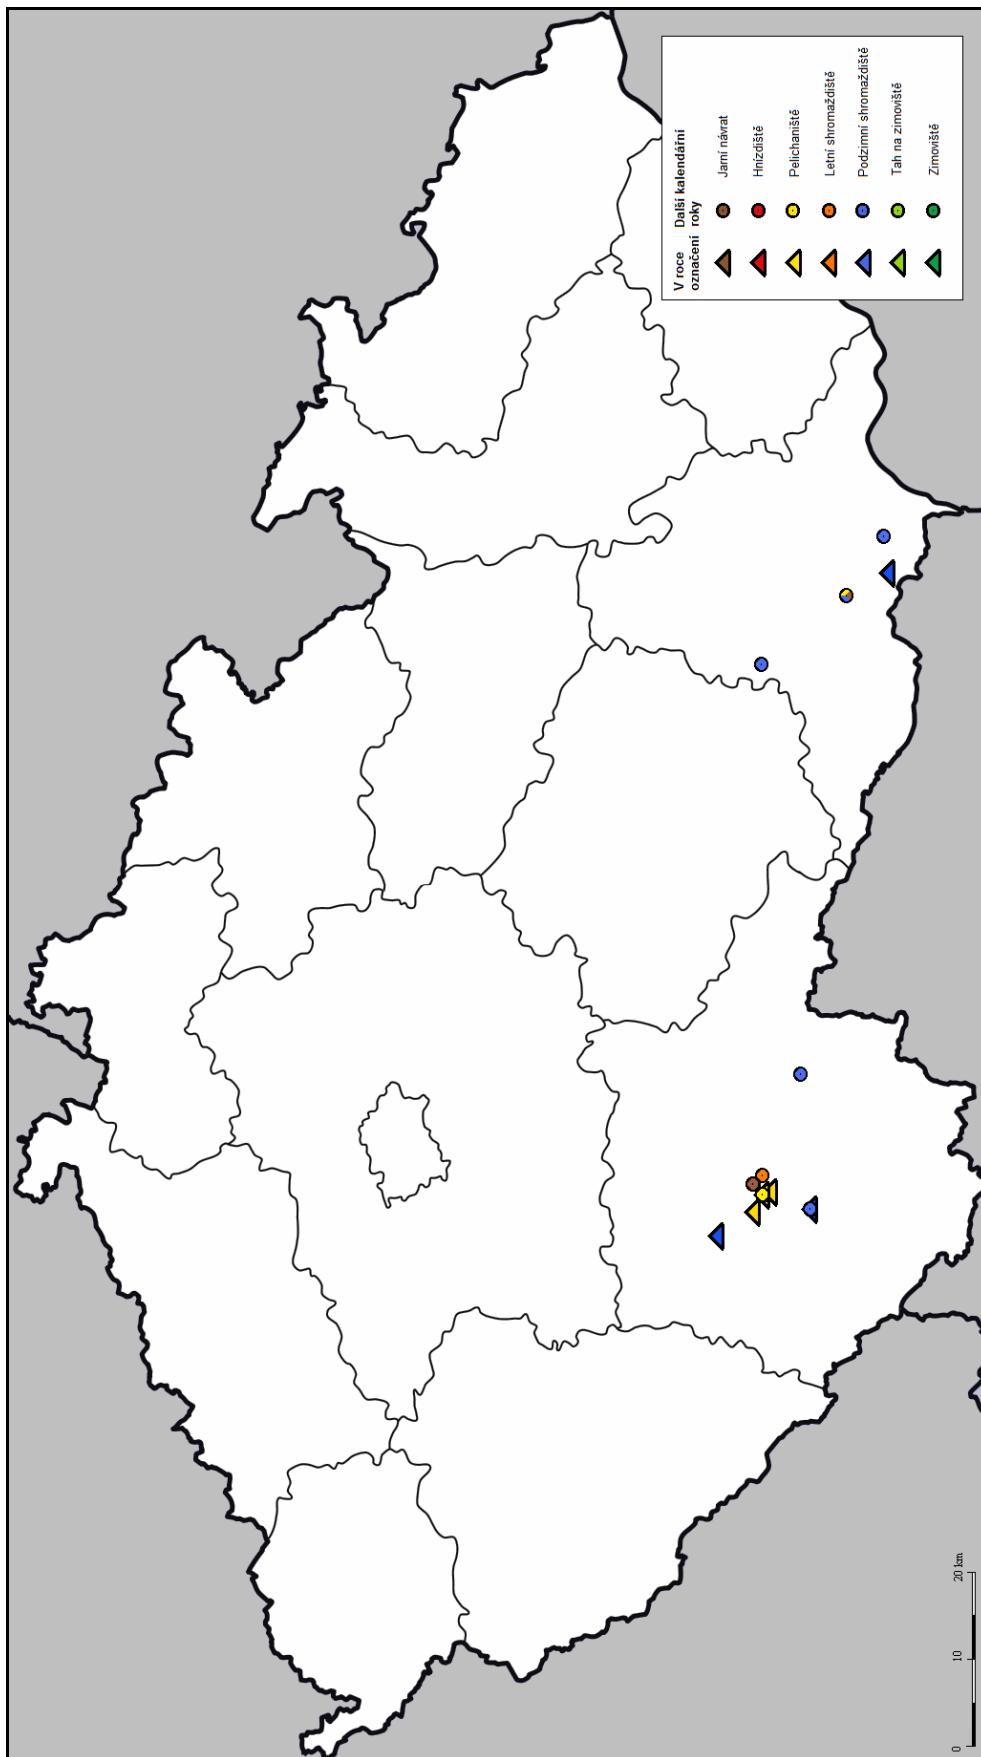 V roce označení
Další kalendářní roky
Jarní návrat
Hnízdiště
Pelichaniště
Letní shromaždiště
Podzimní shromaždiště
Tah na zimoviště
Zimoviště
0 10 20 km